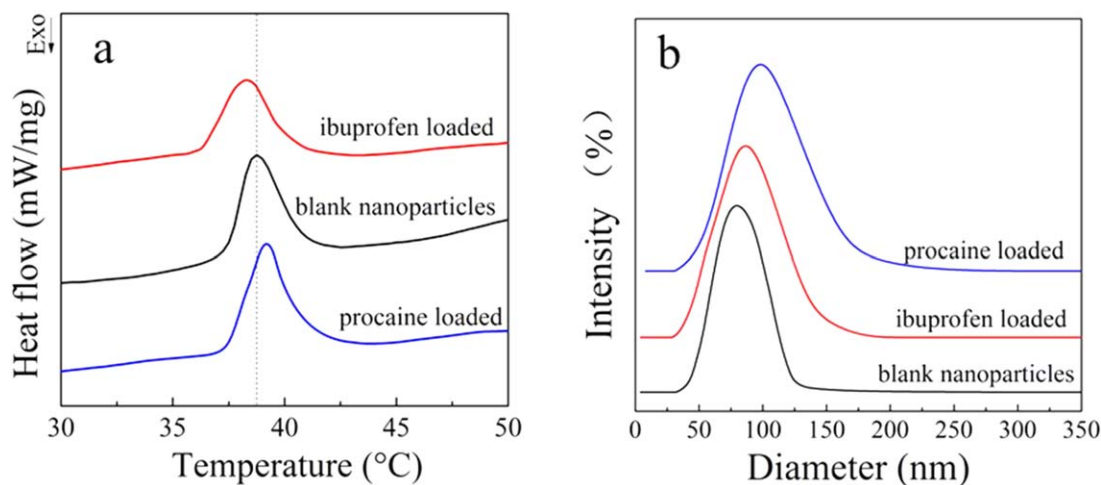 Exo
a
ibuprofen loaded
blank nanoparticles
procaine loaded
Heat flow (mW/mg)
30 35 40 45 50
Temperature (°C)
b
procaine loaded
ibuprofen loaded
blank nanoparticles
Intensity (%)
0 50 100 150 200 250 300 350
Diameter (nm)